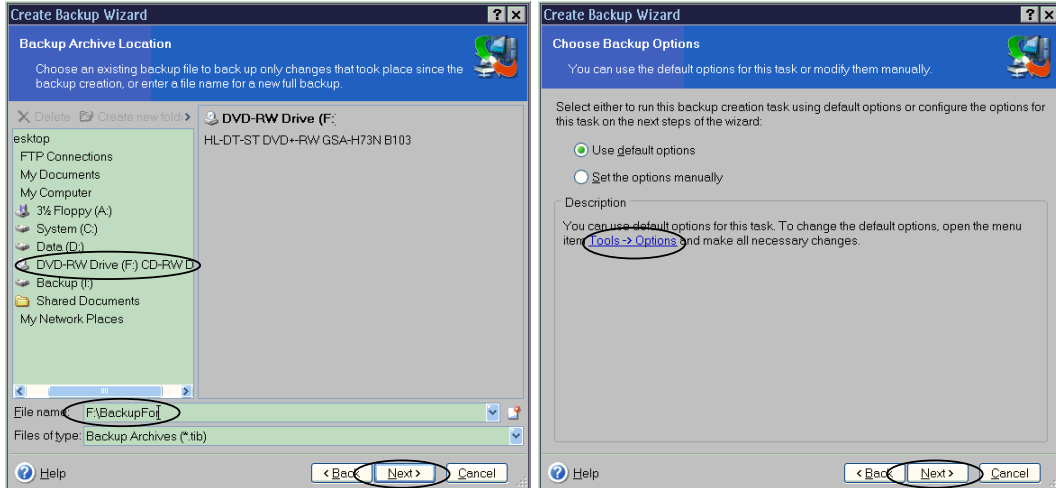 Create Backup Wizard
Backup Archive Location
Choose an existing backup file to back up only changes that took place since the
backup creation, or enter a file name for a new full backup.
Delete Create new folde
esktop
FTP Connections
My Documents
My Computer
3½ Floppy (A:)
System (C:)
Data (D:)
DVD-RW Drive (F:) CD-RW D
Backup (I:)
Shared Documents
My Network Places
DVD-RW Drive (F:
HL-DT-ST DVD+-RW GSA-H73N B103
File name: F:\BackupFor
Files of type: Backup Archives (*.tib)
Help < Back Next > Cancel
Create Backup Wizard
Choose Backup Options
You can use the default options for this task or modify them manually.
Select either to run this backup creation task using default options or configure the options for
this task on the next steps of the wizard:
Use default options
Set the options manually
Description
You can use default options for this task. To change the default options, open the menu
item Tools -> Options and make all necessary changes.
Help < Back Next > Cancel